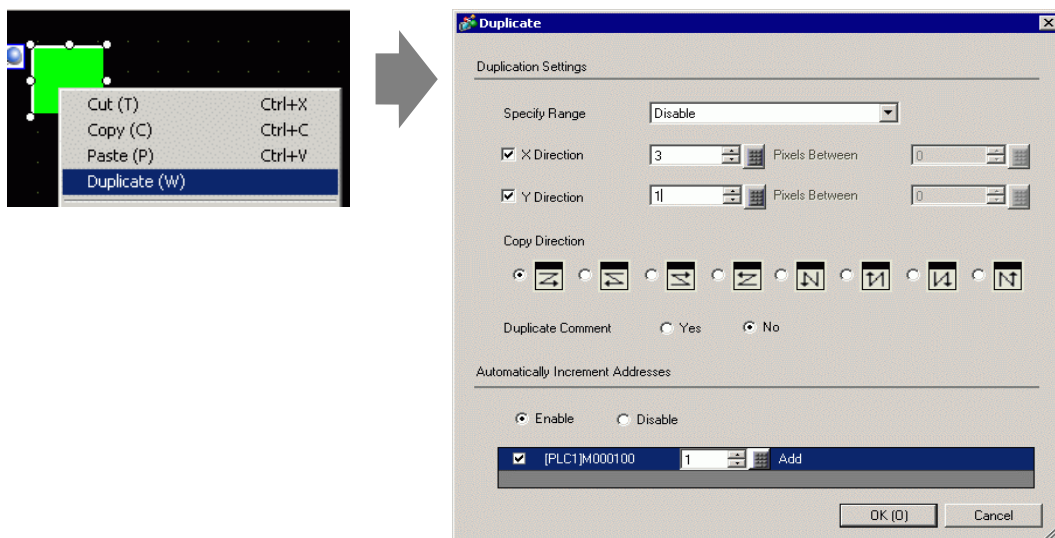 Cut (T) Ctrl+X
Copy (C) Ctrl+C
Paste (P) Ctrl+V
Duplicate (W)
Duplicate
Duplication Settings
Specify Range Disable
X Direction 3 Pixels Between 0
Y Direction 1 Pixels Between 0
Copy Direction
Duplicate Comment Yes No
Automatically Increment Addresses
Enable Disable
[PLC1]M000100 1 Add
OK (O) Cancel